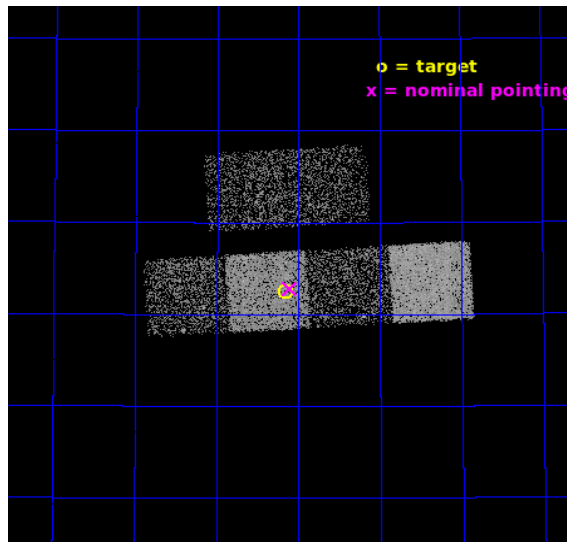 o = target
x = nominal pointing